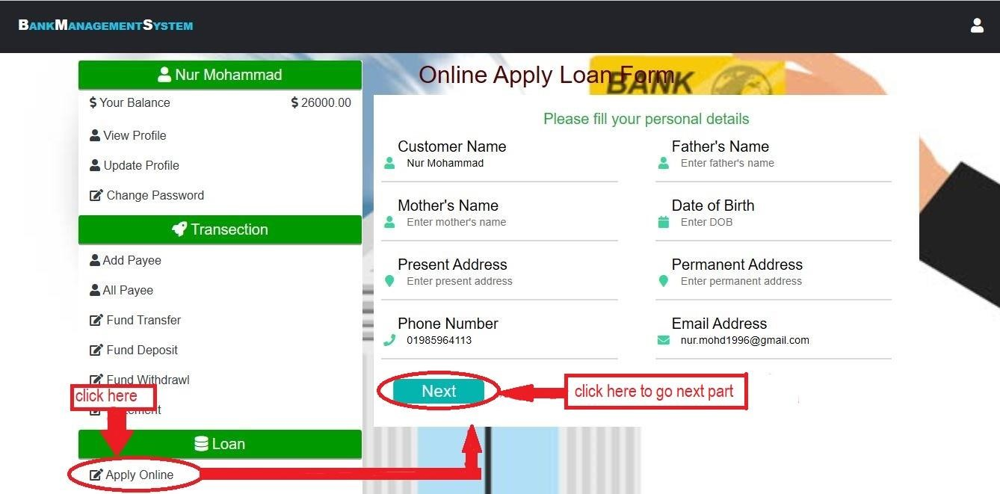 BankManagementSystem
Nur Mohammad
Your Balance $ 26000.00
View Profile
Update Profile
Change Password
Transection
Add Payee
All Payee
Fund Transfer
Fund Deposit
Fund Withdrawl
click here
Loan
Apply Online
Online Apply Loan Form
BANK
Please fill your personal details
Customer Name
Nur Mohammad
Father's Name
Enter father's name
Mother's Name
Enter mother's name
Date of Birth
Enter DOB
Present Address
Enter present address
Permanent Address
Enter permanent address
Phone Number
01985964113
Email Address
nur.mohd1996@gmail.com
Next
click here to go next part